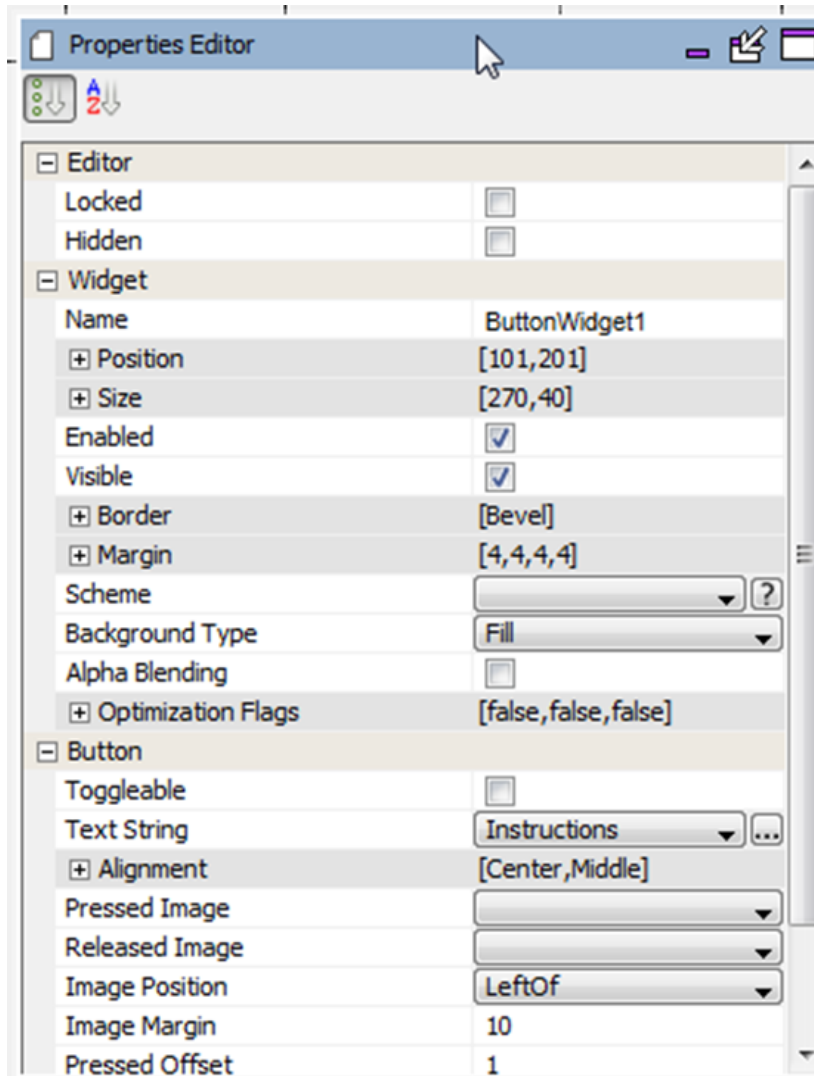 Properties Editor
A
Z
Editor
Locked
Hidden
Widget
Name ButtonWidget1
Position [101,201]
Size [270,40]
Enabled
Visible
Border [Bevel]
Margin [4,4,4,4]
Scheme ?
Background Type Fill
Alpha Blending
Optimization Flags [false,false,false]
Button
Toggleable
Text String Instructions ...
Alignment [Center,Middle]
Pressed Image
Released Image
Image Position LeftOf
Image Margin 10
Pressed Offset 1